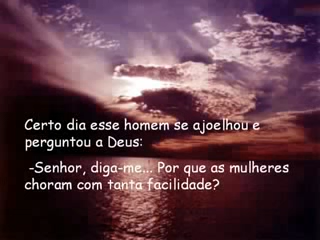 Certo dia esse homem se ajoelhou e
perguntou a Deus:
-Senhor, diga-me... Por que as mulheres
choram com tanta facilidade?